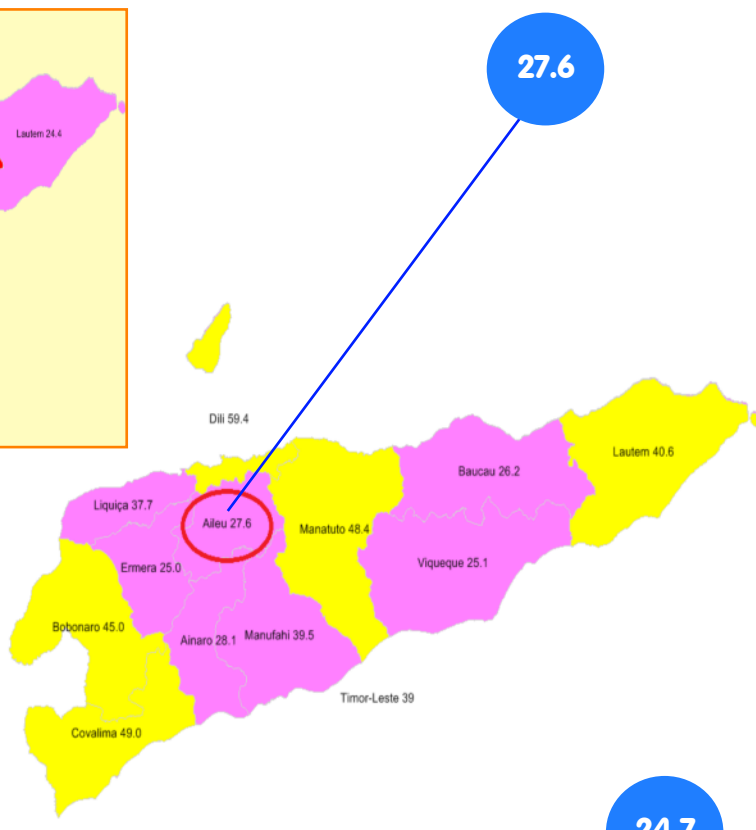 27.6
Lautem 24.4
Dili 59.4
Lautem 40.6
Baucau 26.2
Liquiça 37.7
Aileu 27.6
Manatuto 48.4
Ermera 25.0
Viqueque 25.1
Bobonaro 45.0
Ainaro 28.1
Manufahi 39.5
Timor-Leste 39
Covalima 49.0
24.7